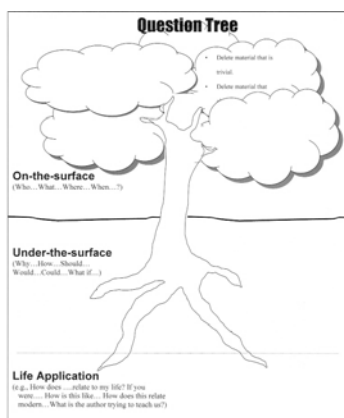 Question Tree
• Delete material that is
trivial.
• Delete material that
On-the-surface
(Who…What…Where…When…?)
Under-the-surface
(Why…How…Should…
Would…Could…What if…)
Life Application
(e.g., How does ….relate to my life? If you
were…. How is this like… How does this relate
modern…What is the author trying to teach us?)